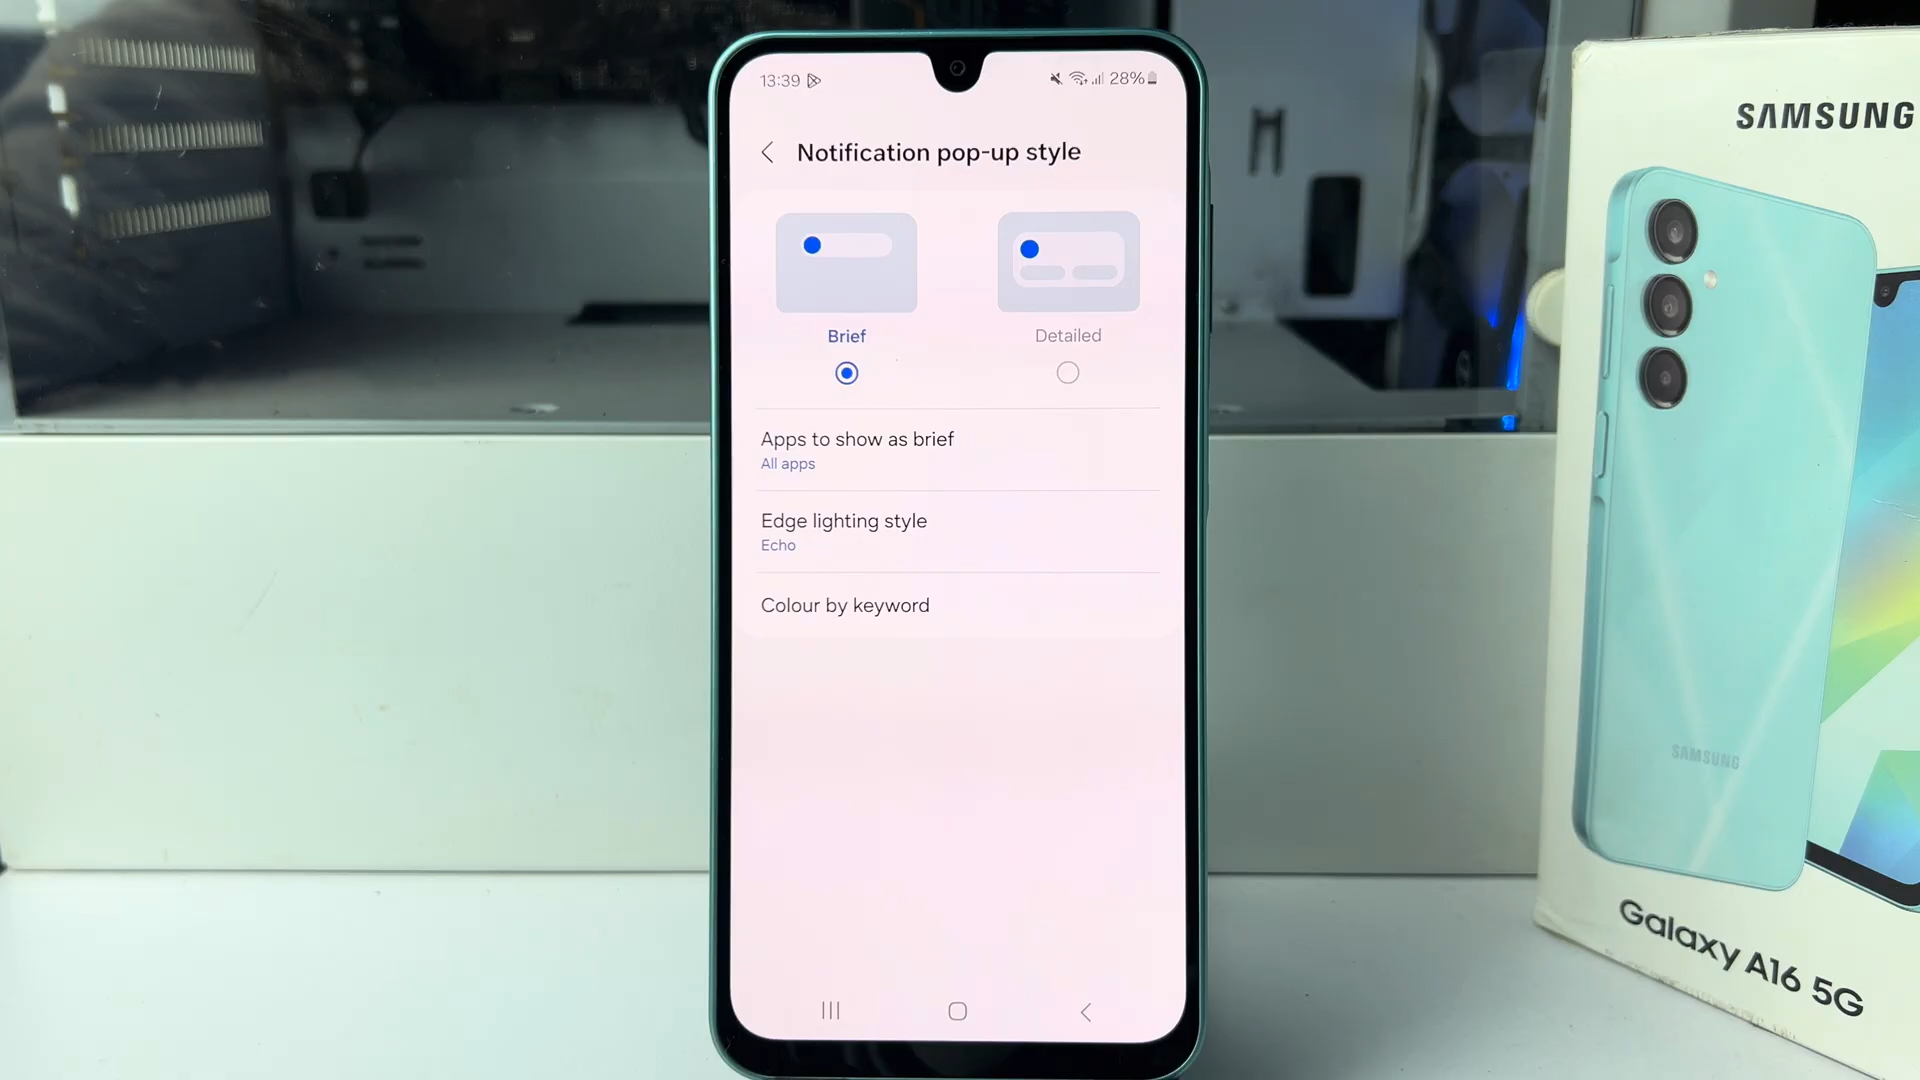 13:39
28%
Notification pop-up style
Brief
Detailed
Apps to show as brief
All apps
Edge lighting style
Echo
Colour by keyword
SAMSUNG
SAMSUNG
Galaxy A16 5G